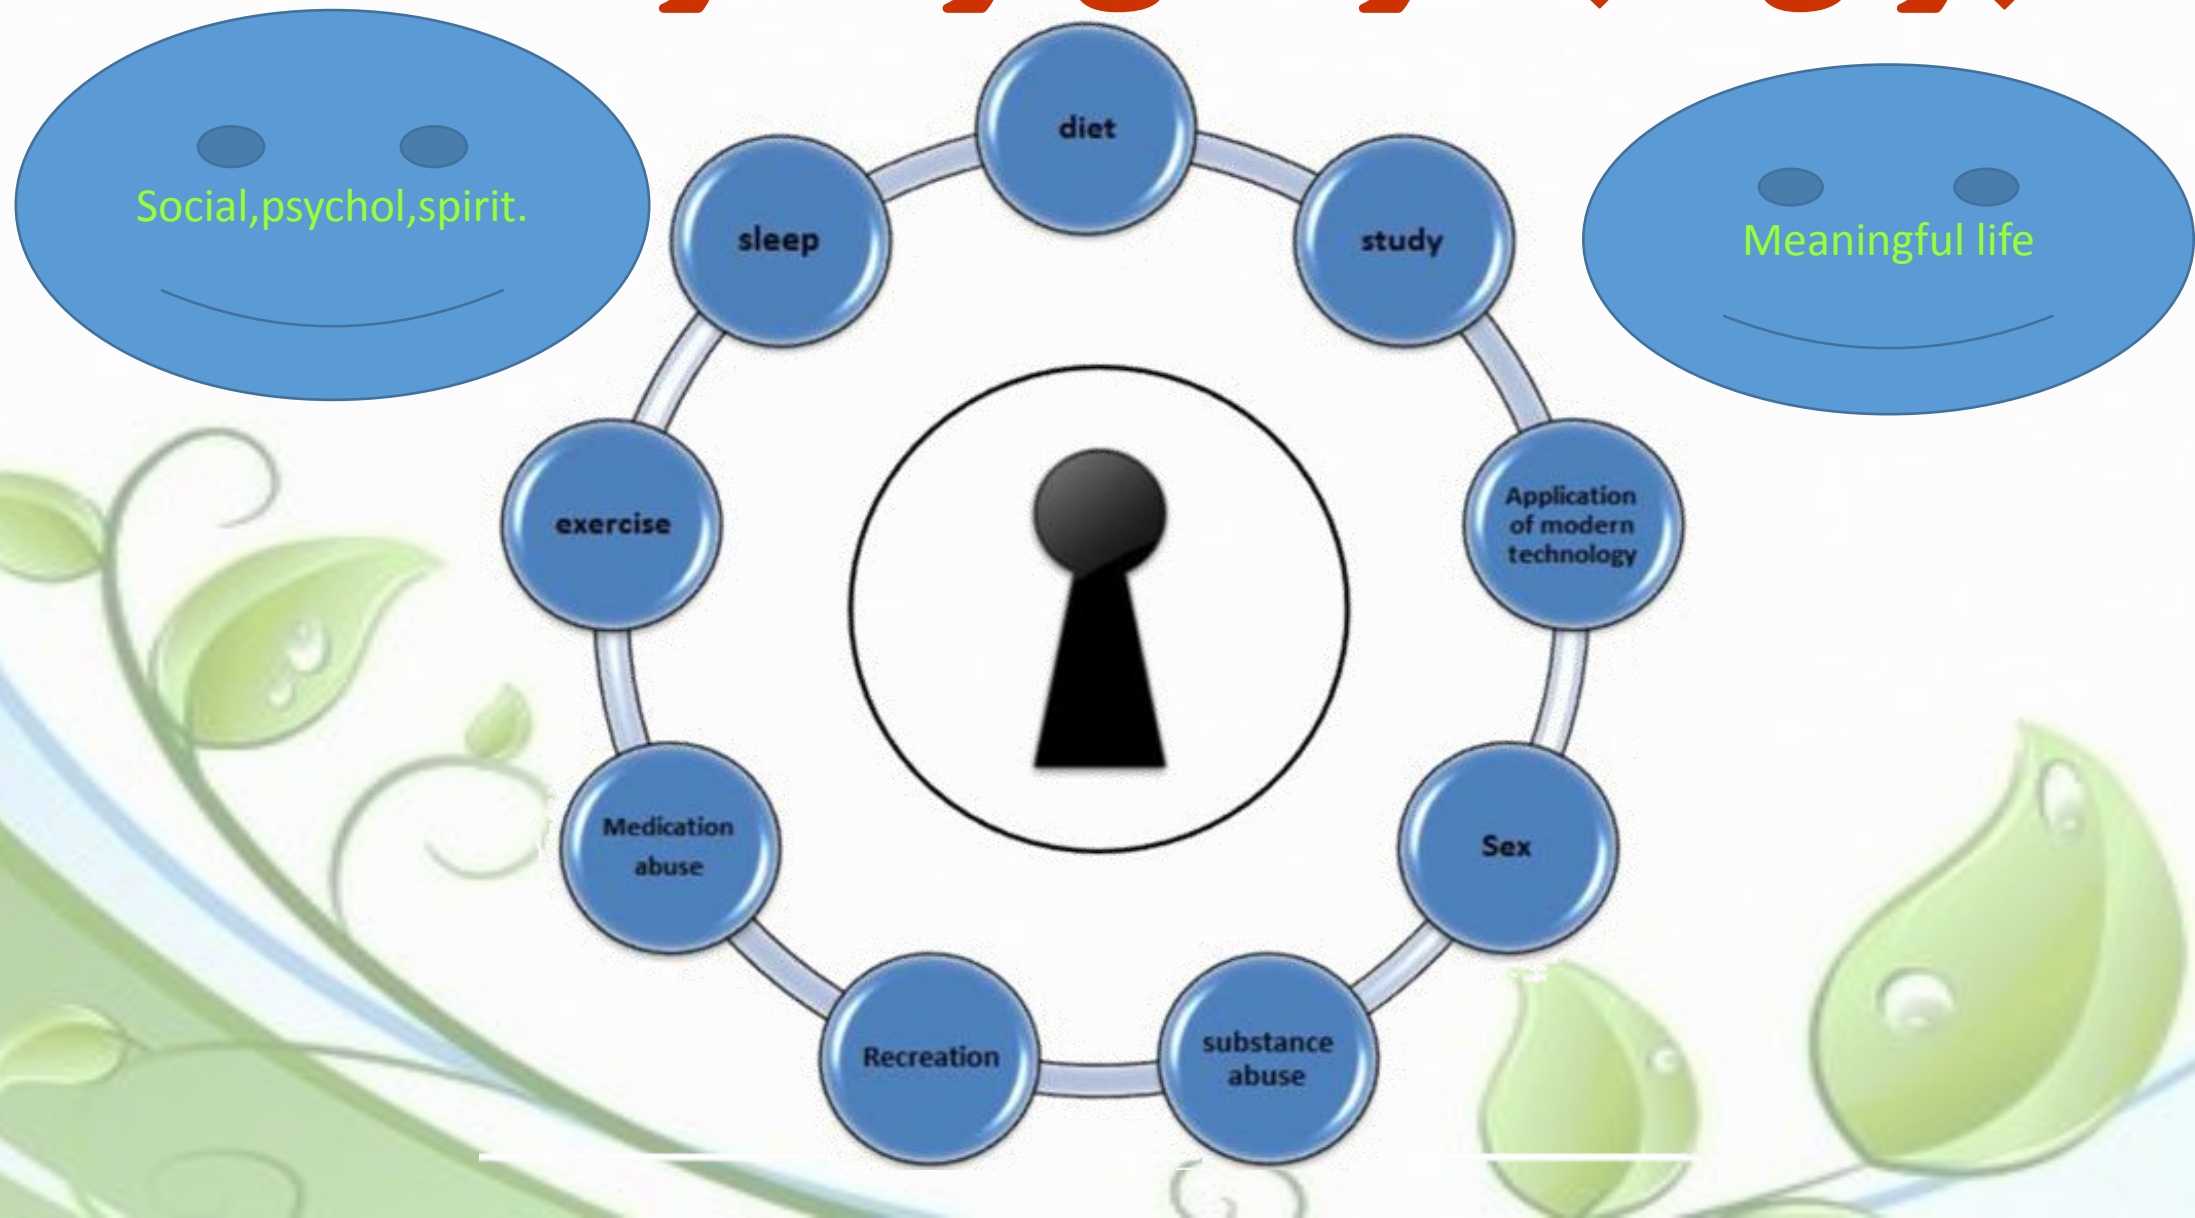 Social,psychol,spirit.
Meaningful life
diet
sleep
study
exercise
Application
of modern
technology
Medication
abuse
Sex
Recreation
substance
abuse